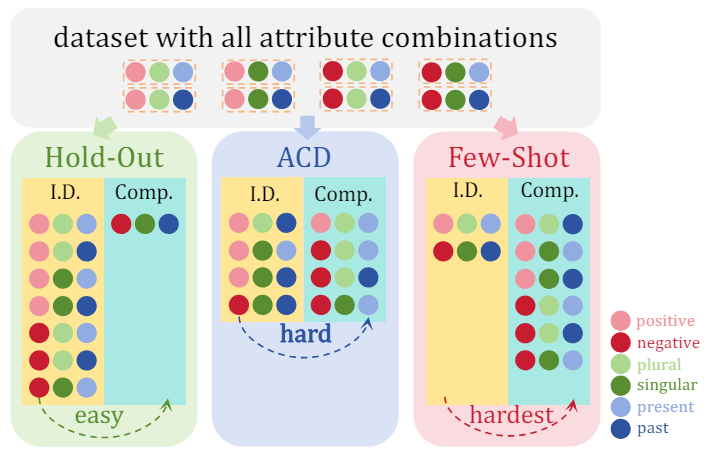 dataset with all attribute combinations
Hold-Out
I.D.
Comp.
easy
ACD
I.D.
Comp.
hard
Few-Shot
I.D.
Comp.
hardest
positive
negative
plural
singular
present
past